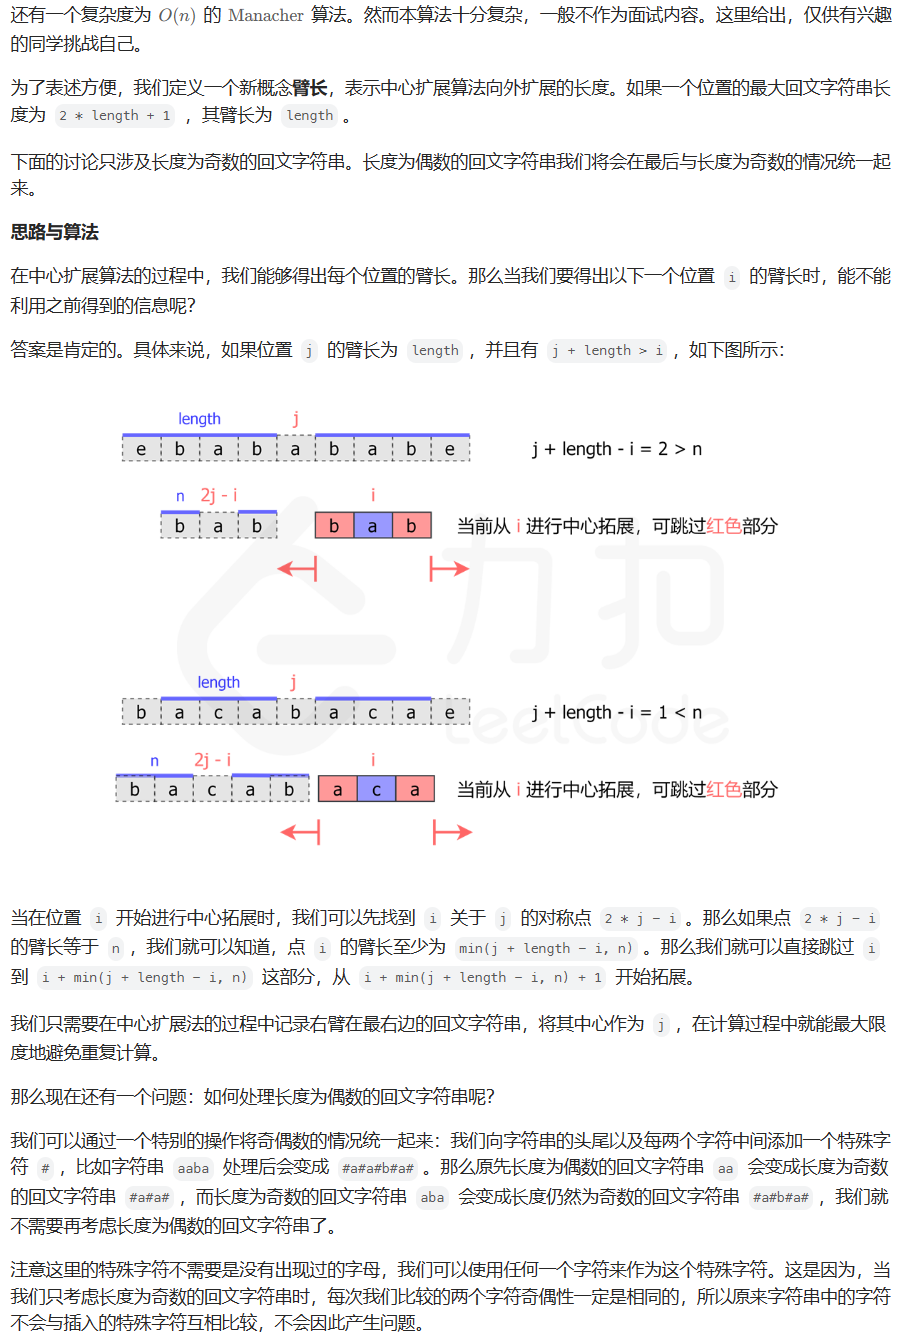 还有一个复杂度为 O(n) 的 Manacher 算法。然而本算法十分复杂，一般不作为面试内容。这里给出，仅供有兴趣
的同学挑战自己。
为了表述方便，我们定义一个新概念臂长，表示中心扩展算法向外扩展的长度。如果一个位置的最大回文字符串长
度为 2 * length + 1 ，其臂长为 length 。
下面的讨论只涉及长度为奇数的回文字符串。长度为偶数的回文字符串我们将会在最后与长度为奇数的情况统一起
来。
思路与算法
在中心扩展算法的过程中，我们能够得出每个位置的臂长。那么当我们要得出以下一个位置 i 的臂长时，能不能
利用之前得到的信息呢？
答案是肯定的。具体来说，如果位置 j 的臂长为 length，并且有 j + length > i，如下图所示：
length j
e b a b a b a b e j + length - i = 2 > n
n 2j - i i
b a b b a b 当前从 i 进行中心拓展，可跳过红色部分
力扣
LeetCode
length j
b a c a b a c a e j + length - i = 1 < n
n 2j - i i
b a c a b a c a 当前从 i 进行中心拓展，可跳过红色部分
当在位置 i 开始进行中心拓展时，我们可以先找到 i 关于 j 的对称点 2 * j - i 。那么如果点 2 * j - i
的臂长等于 n ，我们就可以知道，点 i 的臂长至少为 min(j + length - i, n) 。那么我们就可以直接跳过 i
到 i + min(j + length - i, n) 这部分，从 i + min(j + length - i, n) + 1 开始拓展。
我们只需要在中心扩展法的过程中记录右臂在最右边的回文字符串，将其中心作为 j ，在计算过程中就能最大限
度地避免重复计算。
那么现在还有一个问题：如何处理长度为偶数的回文字符串呢？
我们可以通过一个特别的操作将奇偶数的情况统一起来：我们向字符串的头尾以及每两个字符中间添加一个特殊字
符 # ，比如字符串 aaba 处理后会变成 #a#a#b#a# 。那么原先长度为偶数的回文字符串 aa 会变成长度为奇数
的回文字符串 #a#a# ，而长度为奇数的回文字符串 aba 会变成长度仍然为奇数的回文字符串 #a#b#a# ，我们就
不需要再考虑长度为偶数的回文字符串了。
注意这里的特殊字符不需要是没有出现过的字母，我们可以使用任何一个字符来作为这个特殊字符。这是因为，当
我们只考虑长度为奇数的回文字符串时，每次我们比较的两个字符奇偶性一定是相同的，所以原来字符串中的字符
不会与插入的特殊字符互相比较，不会因此产生问题。